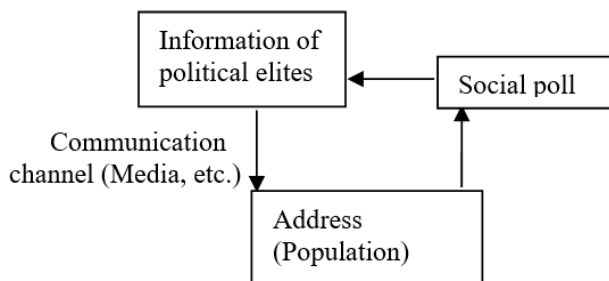 Information of
political elites
Social poll
Communication
channel (Media, etc.)
Address
(Population)